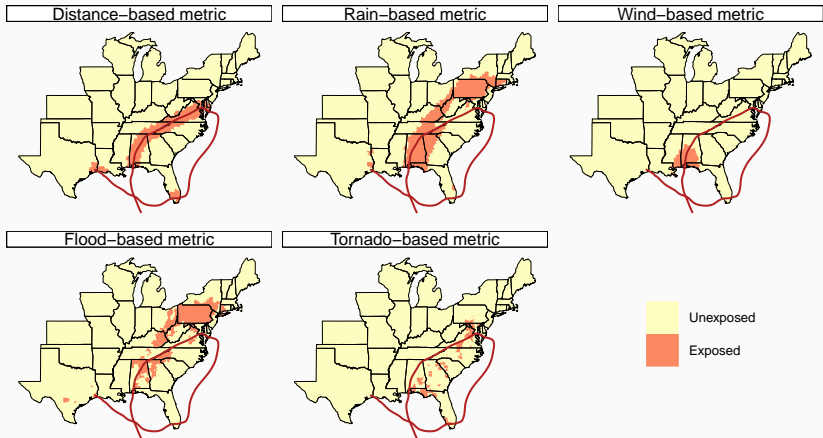 Distance−based metric
Rain−based metric
Wind−based metric
Flood−based metric
Tornado−based metric
Unexposed
Exposed